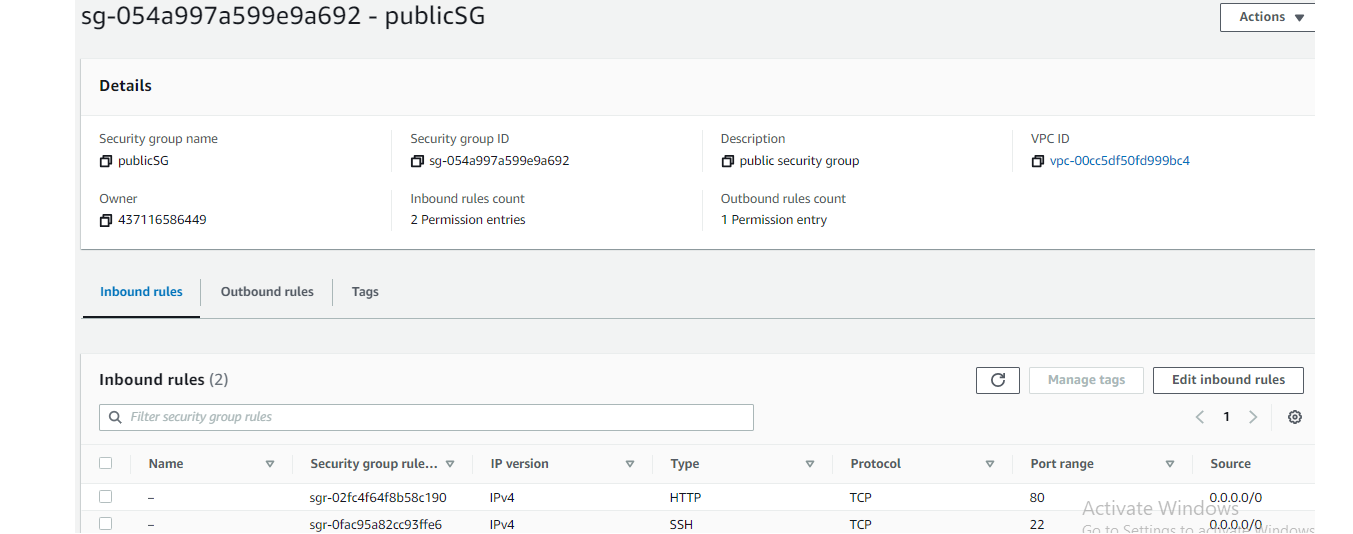 sg-054a997a599e9a692 - publicSG
Actions
Details
Security group name
publicSG
Security group ID
sg-054a997a599e9a692
Description
public security group
VPC ID
vpc-00cc5df50fd999bc4
Owner
437116586449
Inbound rules count
2 Permission entries
Outbound rules count
1 Permission entry
Inbound rules Outbound rules Tags
Inbound rules (2)
Manage tags
Edit inbound rules
Filter security group rules
1
Name Security group rule... IP version Type Protocol Port range Source
– sgr-02fc4f64f8b58c190 IPv4 HTTP TCP 80 0.0.0.0/0
– sgr-0fac95a82cc93ffe6 IPv4 SSH TCP 22 0.0.0.0/0
Activate Windows
Go to Settings to activate Windows